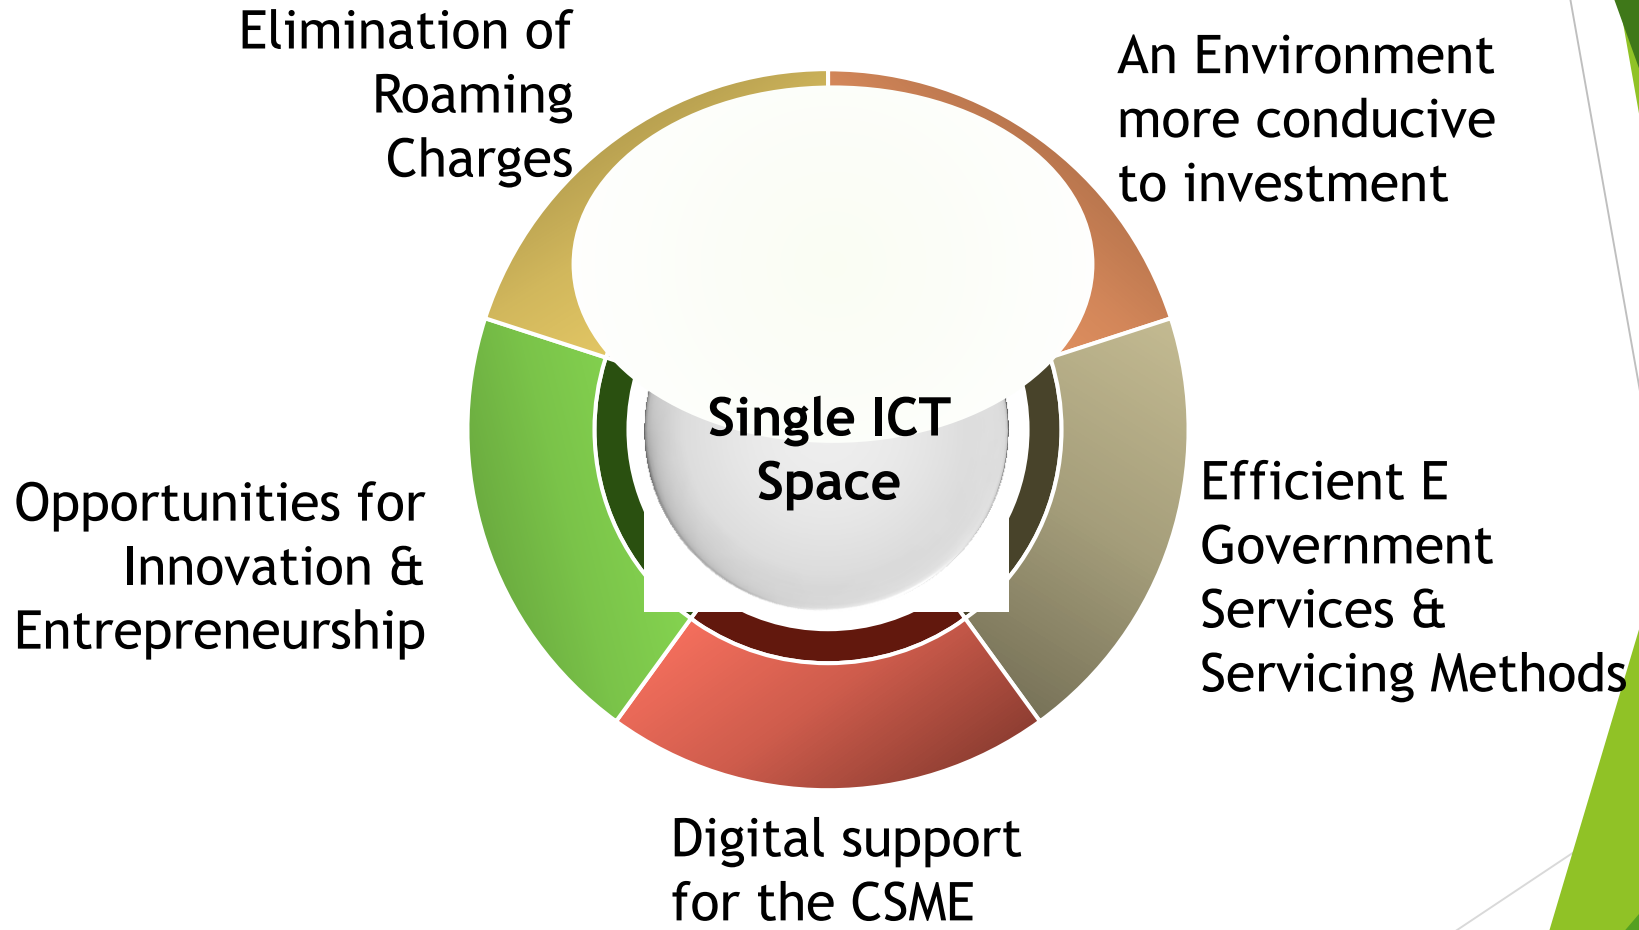 Elimination of
Roaming
Charges
An Environment
more conducive
to investment
Single ICT
Space
Opportunities for
Innovation &
Entrepreneurship
Efficient E
Government
Services &
Servicing Methods
Digital support
for the CSME